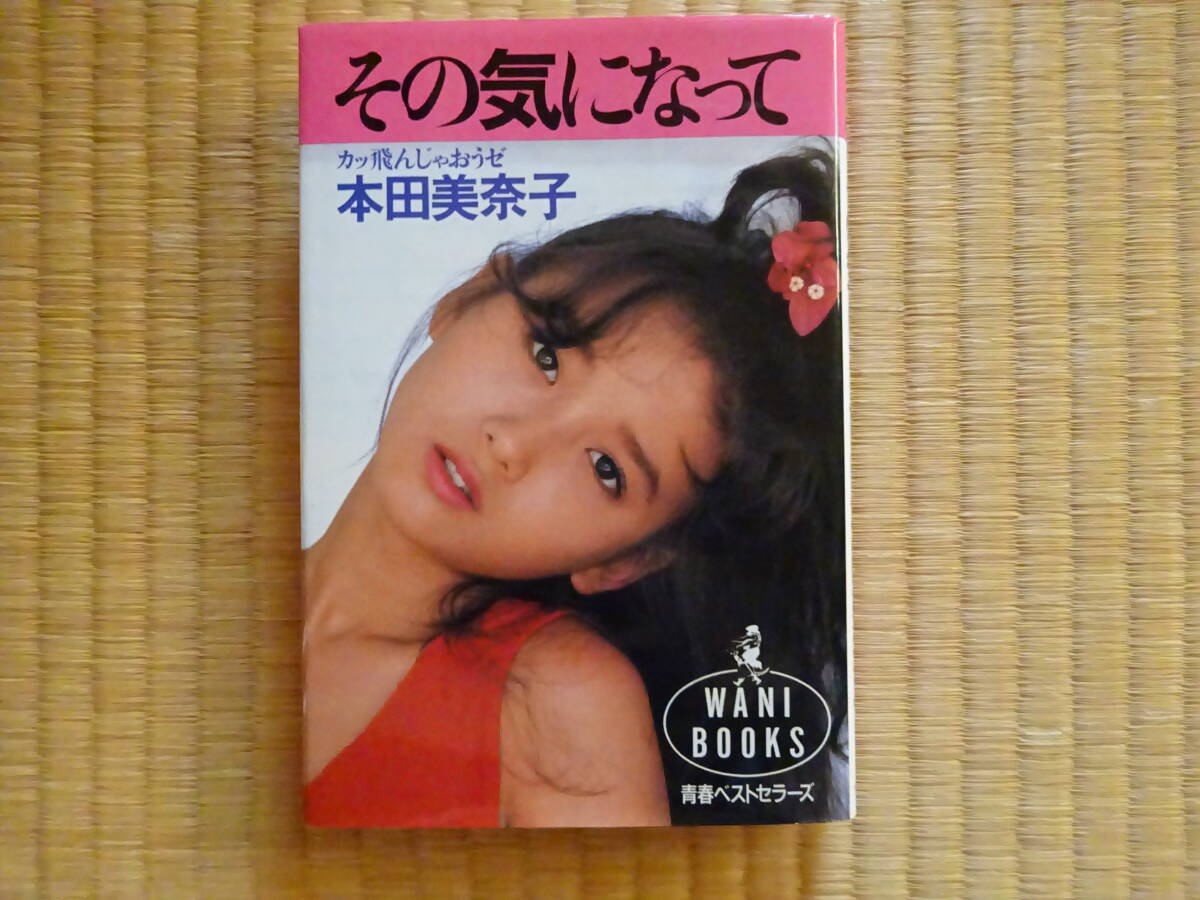 その気になって
カッ飛んじゃおうゼ
本田美奈子
WANI
BOOKS
青春ベストセラーズ